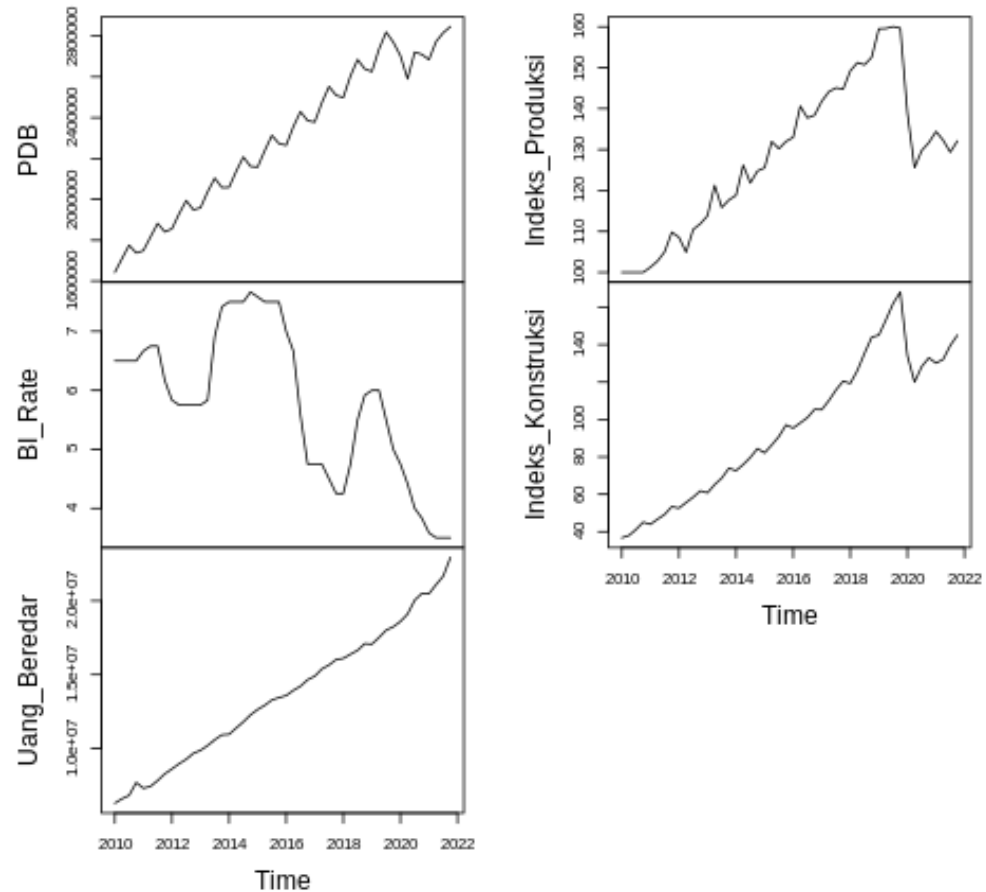 PDB
1600000 2000000 2400000 2800000
BI_Rate
4 5 6 7
Uang_Beredar
1.0e+07 1.5e+07 2.0e+07
2010 2012 2014 2016 2018 2020 2022
Time
Indeks_Produksi
100 110 120 130 140 150 160
Indeks_Konstruksi
40 60 80 100 140
2010 2012 2014 2016 2018 2020 2022
Time